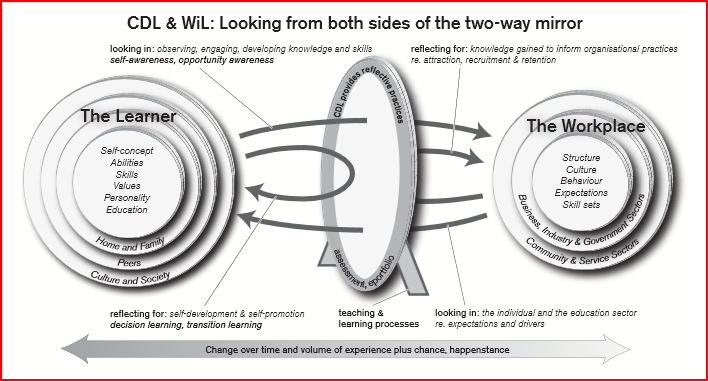 CDL & WiL: Looking from both sides of the two-way mirror
looking in: observing, engaging, developing knowledge and skills
self-awareness, opportunity awareness
reflecting for: knowledge gained to inform organisational practices
re. attraction, recruitment & retention
The Learner
Self-concept
Abilities
Skills
Values
Personality
Education
Home and Family
Peers
Culture and Society
CDL provides reflective practices
assessment, eportfolio
The Workplace
Structure
Culture
Behaviour
Expectations
Skill sets
Business, Industry & Government Sectors
Community & Service Sectors
reflecting for: self-development & self-promotion
decision learning, transition learning
teaching &
learning processes
looking in: the individual and the education sector
re. expectations and drivers
Change over time and volume of experience plus chance, happenstance